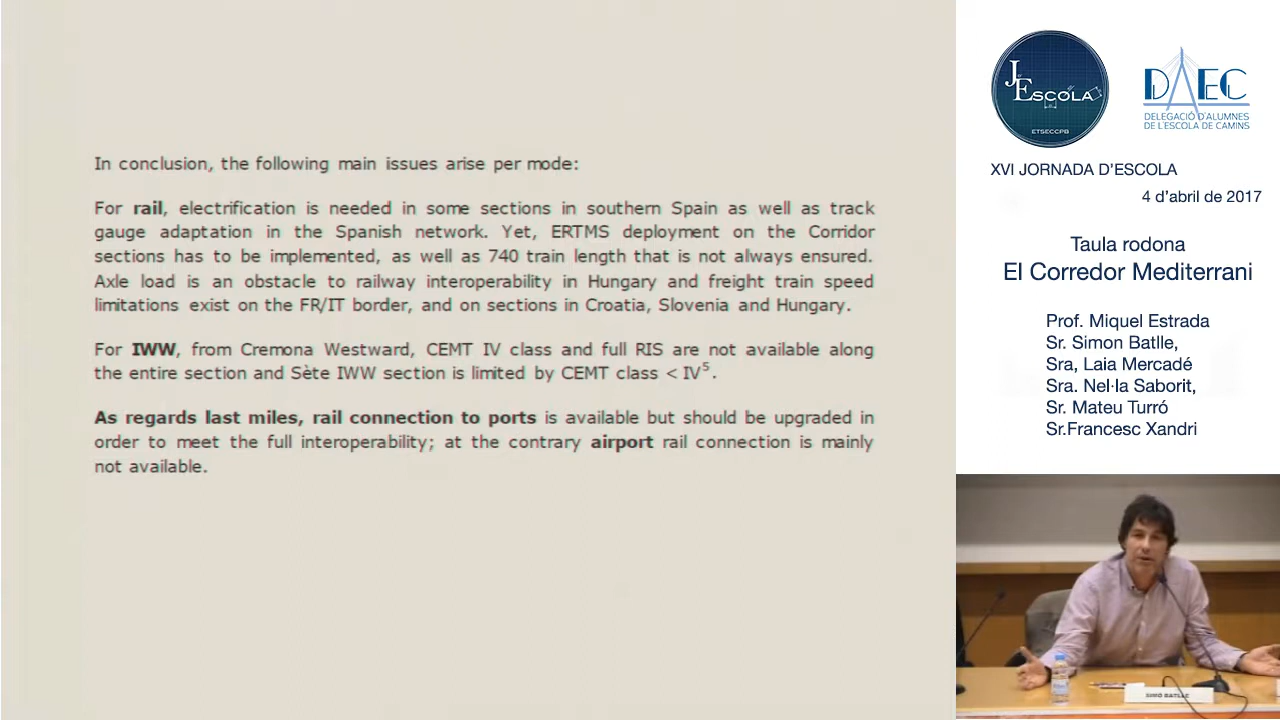 In conclusion, the following main issues arise per mode:
For rail, electrification is needed in some sections in southern Spain as well as track
gauge adaptation in the Spanish network. Yet, ERTMS deployment on the Corridor
sections has to be implemented, as well as 740 train length that is not always ensured.
Axle load is an obstacle to railway interoperability in Hungary and freight train speed
limitations exist on the FR/IT border, and on sections in Croatia, Slovenia and Hungary.
For IWW, from Cremona Westward, CEMT IV class and full RIS are not available along
the entire section and Sète IWW section is limited by CEMT class < IV⁵.
As regards last miles, rail connection to ports is available but should be upgraded in
order to meet the full interoperability; at the contrary airport rail connection is mainly
not available.
JESCOLA
ETSECCPB
DAEC
DELEGACIÓ D'ALUMNES
DE L'ESCOLA DE CAMINS
XVI JORNADA D'ESCOLA
4 d'abril de 2017
Taula rodona
El Corredor Mediterrani
Prof. Miquel Estrada
Sr. Simon Batlle,
Sra, Laia Mercadé
Sra. Nel·la Saborit,
Sr. Mateu Turró
Sr.Francesc Xandri
SIMÓ BATLLE